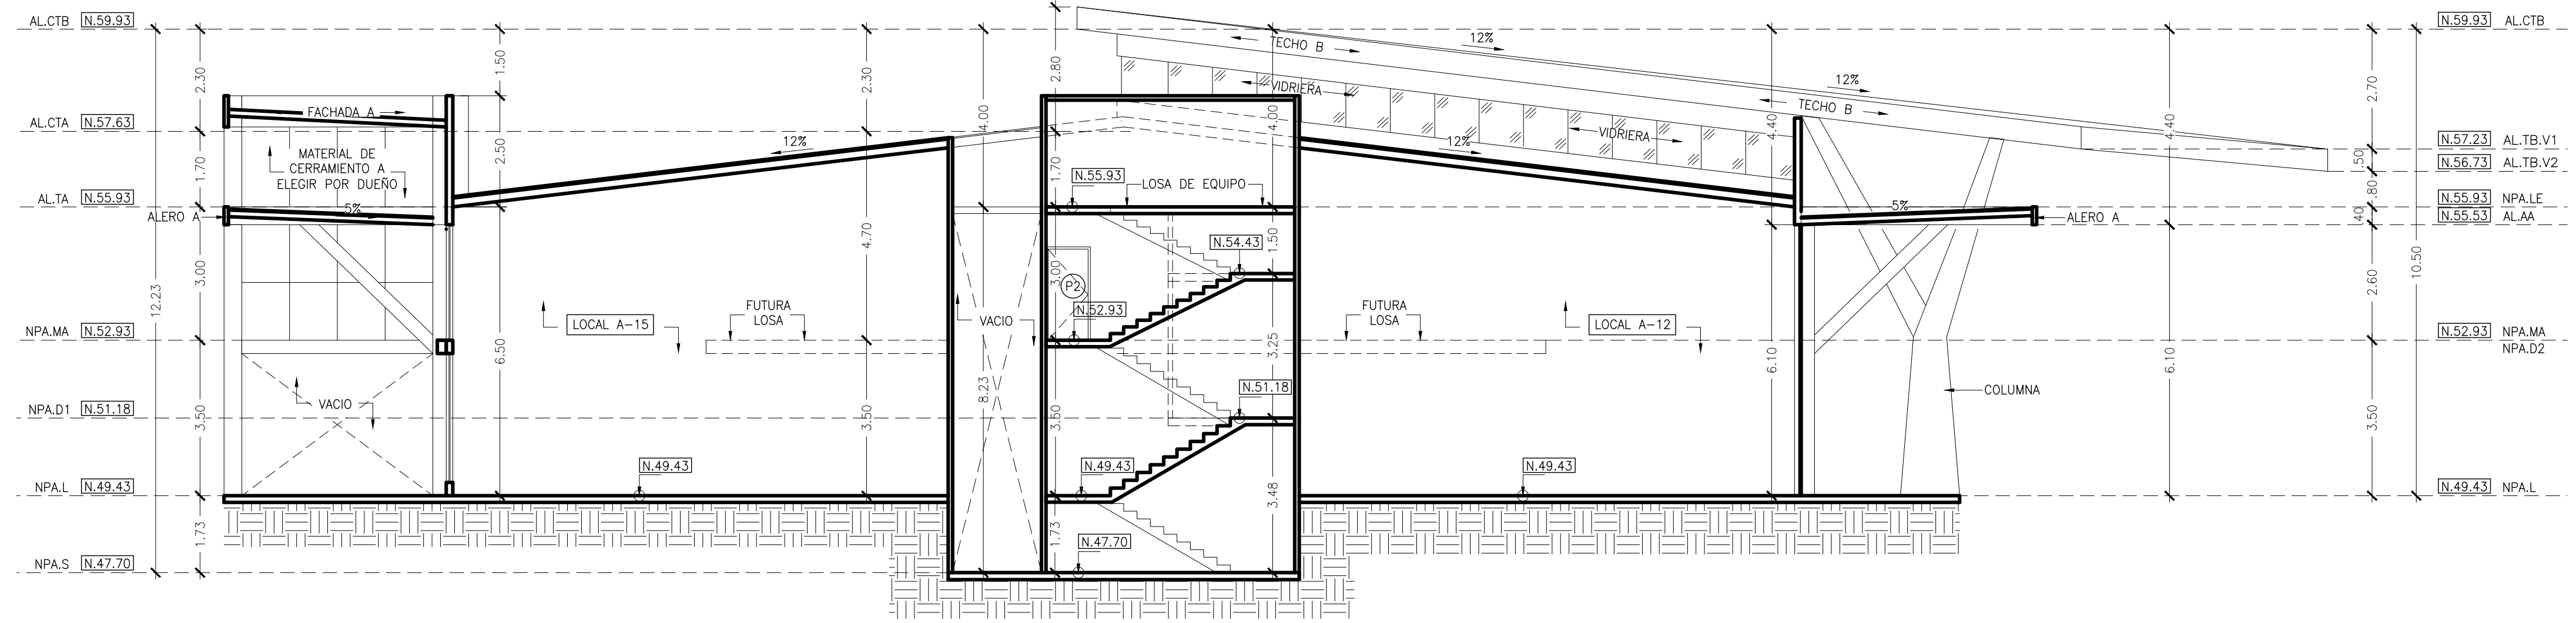 AL.CTB N.59.93
AL.CTA N.57.63
AL.TA N.55.93
NPA.MA N.52.93
NPA.D1 N.51.18
NPA.L N.49.43
NPA.S N.47.70
12.23
2.30
1.70
3.00
3.50
1.73
FACHADA A
MATERIAL DE
CERRAMIENTO A
ELEGIR POR DUEÑO
ALERO A
5%
VACIO
1.50
2.50
6.50
12%
LOCAL A-15
FUTURA
LOSA
N.49.43
2.30
4.70
3.50
4.00
8.23
VACIO
2.80
1.70
3.00
3.50
1.73
P2
N.55.93
LOSA DE EQUIPO
N.54.43
N.52.93
N.51.18
N.49.43
N.47.70
4.00
1.50
3.25
3.48
TECHO B
12%
VIDRIERA
12%
TECHO B
VIDRIERA
12%
FUTURA
LOSA
LOCAL A-12
N.49.43
4.40
6.10
5%
ALERO A
COLUMNA
4.40
6.10
2.70
.50
.80
.40
2.60
3.50
10.50
N.59.93 AL.CTB
N.57.23 AL.TB.V1
N.56.73 AL.TB.V2
N.55.93 NPA.LE
N.55.53 AL.AA
N.52.93 NPA.MA
NPA.D2
N.49.43 NPA.L